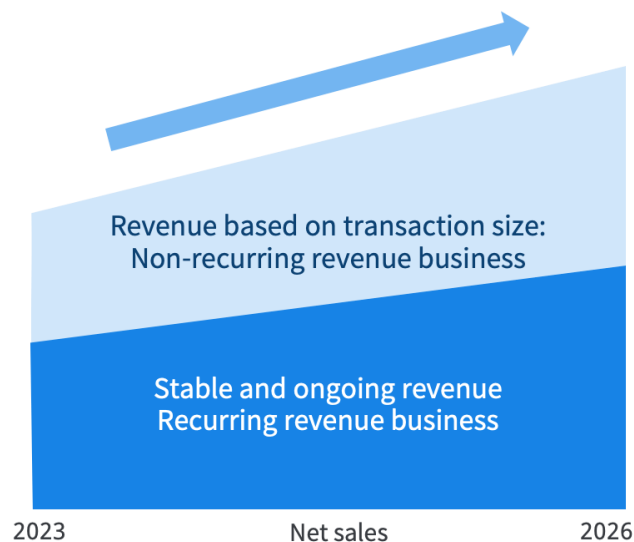 Revenue based on transaction size:
Non-recurring revenue business
Stable and ongoing revenue
Recurring revenue business
2023
Net sales
2026